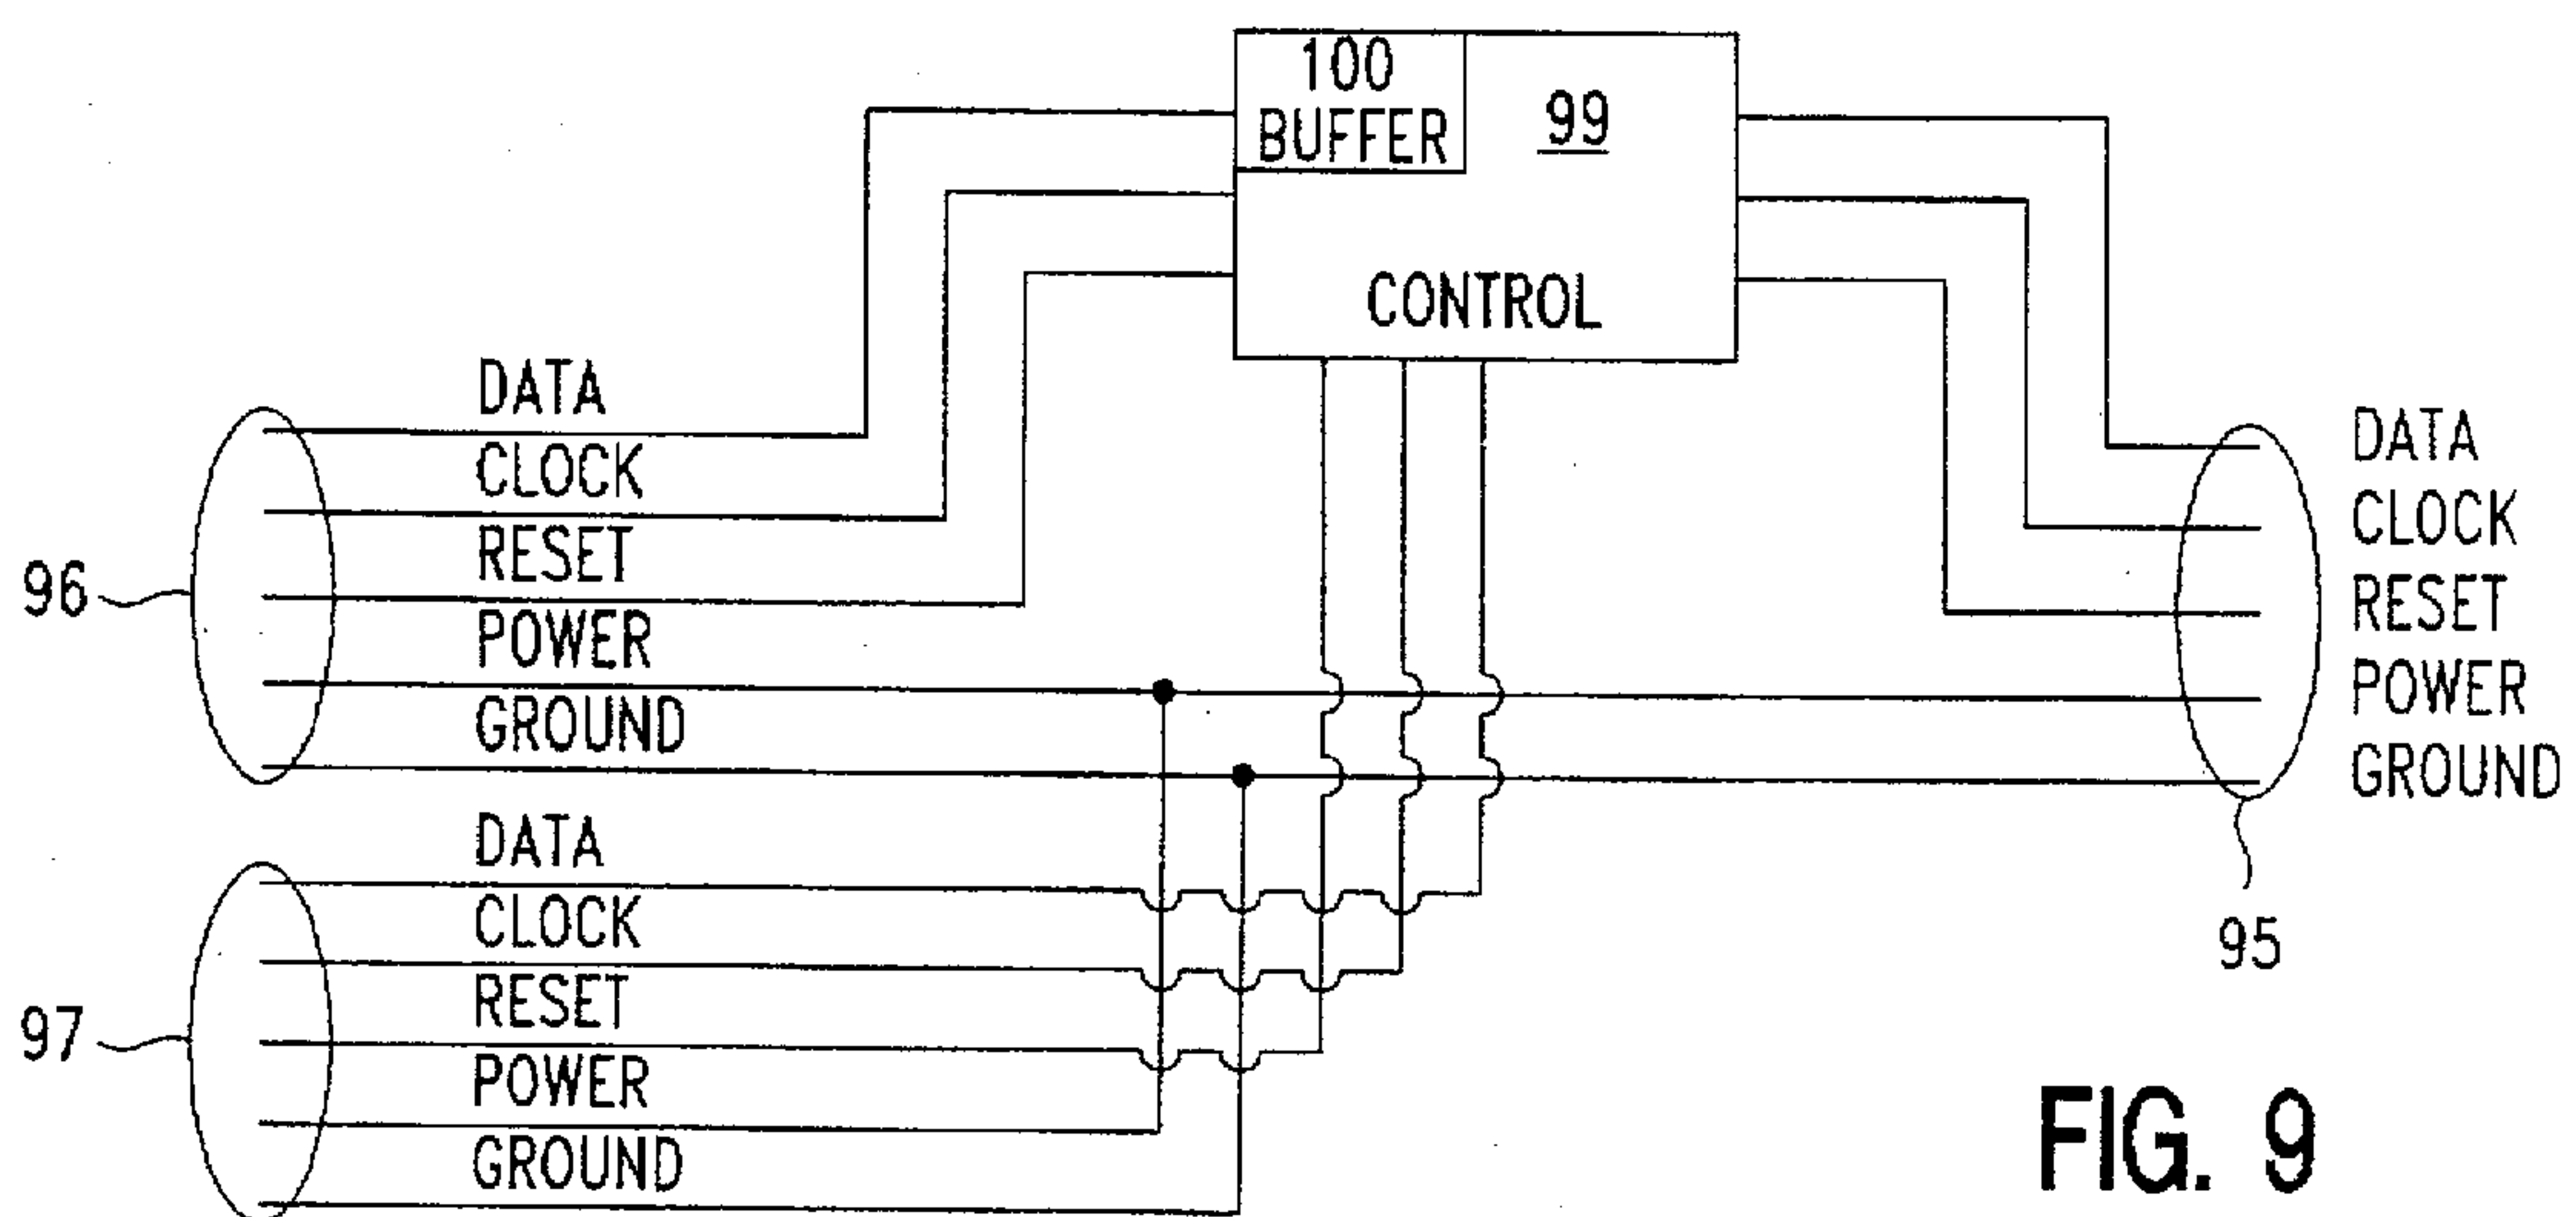 100
BUFFER
99
CONTROL
DATA
CLOCK
RESET
POWER
GROUND
96
DATA
CLOCK
RESET
POWER
GROUND
95
DATA
CLOCK
RESET
POWER
GROUND
97
FIG. 9